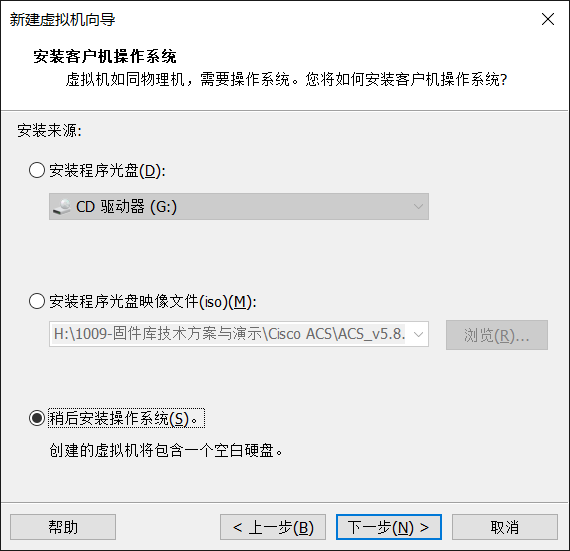 新建虚拟机向导
安装客户机操作系统
虚拟机如同物理机，需要操作系统。您将如何安装客户机操作系统?
安装来源:
安装程序光盘(D):
CD 驱动器 (G:)
安装程序光盘映像文件(iso)(M):
H:\1009-固件库技术方案与演示\Cisco ACS\ACS_v5.8.
浏览(R)...
稍后安装操作系统(S)。
创建的虚拟机将包含一个空白硬盘。
帮助
< 上一步(B)
下一步(N) >
取消